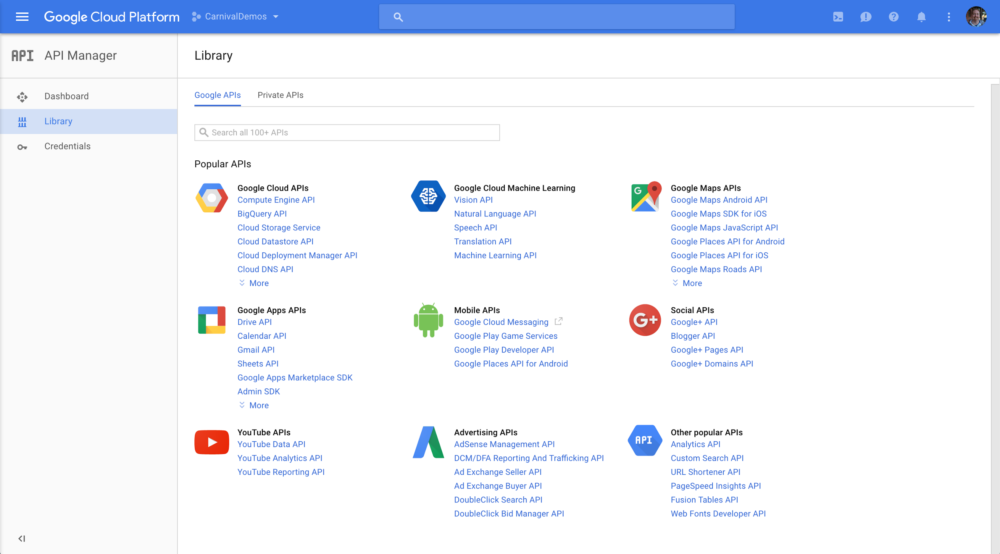 Google Cloud Platform
CarnivalDemos
API
API Manager
Library
Dashboard
Library
Credentials
Google APIs
Private APIs
Search all 100+ APIs
Popular APIs
Google Cloud APIs
Compute Engine API
BigQuery API
Cloud Storage Service
Cloud Datastore API
Cloud Deployment Manager API
Cloud DNS API
More
Google Cloud Machine Learning
Vision API
Natural Language API
Speech API
Translation API
Machine Learning API
G
Google Maps APIs
Google Maps Android API
Google Maps SDK for iOS
Google Maps JavaScript API
Google Places API for Android
Google Places API for iOS
Google Maps Roads API
More
Google Apps APIs
Drive API
Calendar API
Gmail API
Sheets API
Google Apps Marketplace SDK
Admin SDK
More
Mobile APIs
Google Cloud Messaging
Google Play Game Services
Google Play Developer API
Google Places API for Android
G+
Social APIs
Google+ API
Blogger API
Google+ Pages API
Google+ Domains API
YouTube APIs
YouTube Data API
YouTube Analytics API
YouTube Reporting API
Advertising APIs
AdSense Management API
DCM/DFA Reporting And Trafficking API
Ad Exchange Seller API
Ad Exchange Buyer API
DoubleClick Search API
DoubleClick Bid Manager API
API
Other popular APIs
Analytics API
Custom Search API
URL Shortener API
PageSpeed Insights API
Fusion Tables API
Web Fonts Developer API